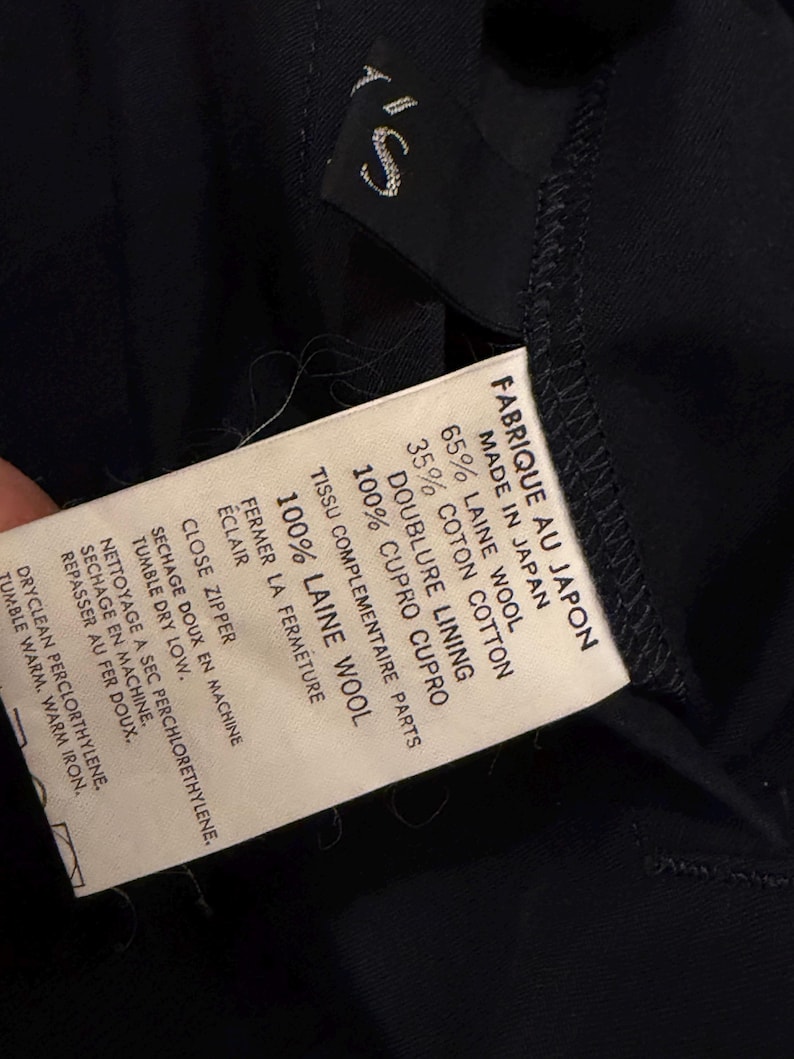 A'S
FABRIQUE AU JAPON
MADE IN JAPAN
65% LAINE WOOL
35% COTON COTTON
DOUBLURE LINING
100% CUPRO CUPRO
TISSU COMPLEMENTAIRE PARTS
100% LAINE WOOL
FERMER LA FERMÉTURE
ÉCLAIR
CLOSE ZIPPER
SECHAGE DOUX EN MACHINE
TUMBLE DRY LOW.
NETTOYAGE A SEC PERCHLORETHYLENE.
SECHAGE EN MACHINE.
REPASSER AU FER DOUX.
DRYCLEAN PERCLORTHYLENE.
TUMBLE WARM. WARM IRON.